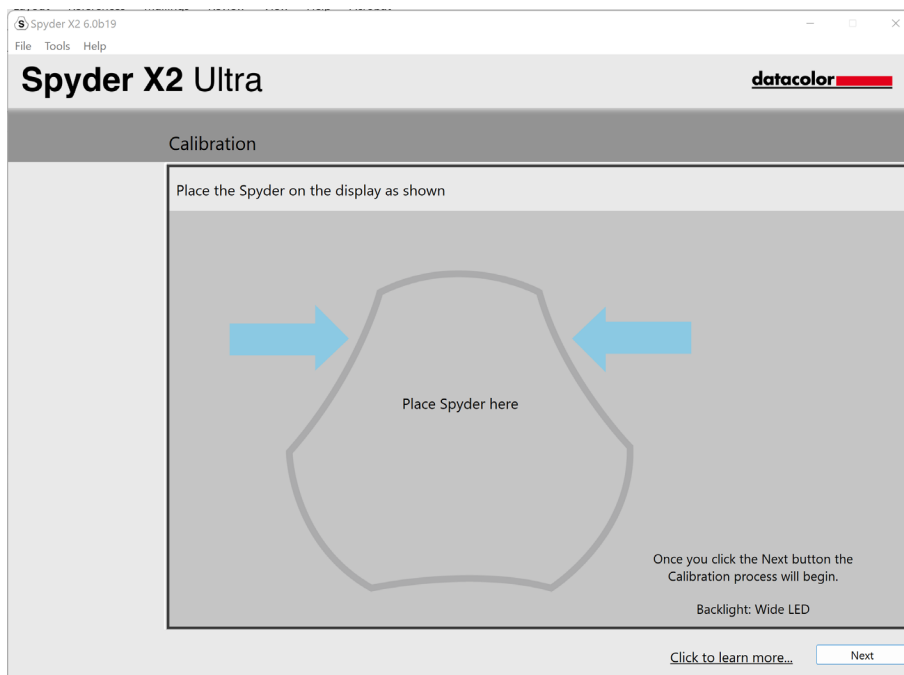 Spyder X2 6.0b19
File Tools Help
Spyder X2 Ultra
datacolor
Calibration
Place the Spyder on the display as shown
Place Spyder here
Once you click the Next button the
Calibration process will begin.
Backlight: Wide LED
Click to learn more...
Next